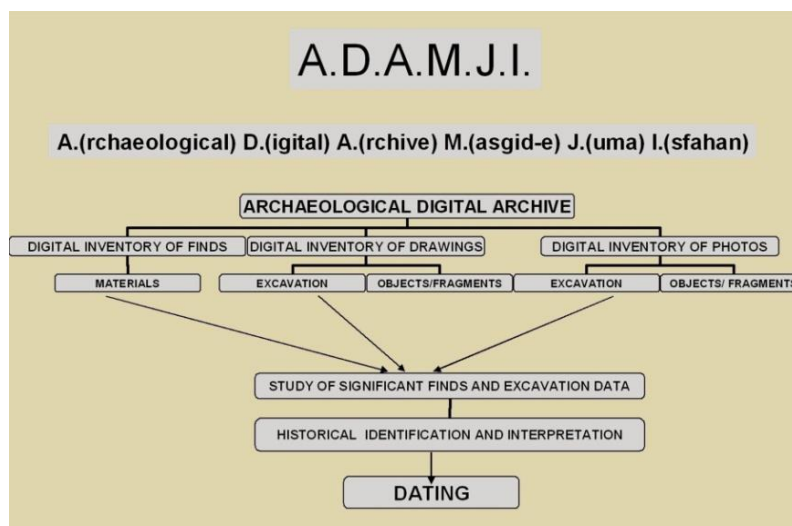 A.D.A.M.J.I.
A.(rchaeological) D.(igital) A.(rchive) M.(asgid-e) J.(uma) I.(sfahan)
ARCHAEOLOGICAL DIGITAL ARCHIVE
DIGITAL INVENTORY OF FINDS
DIGITAL INVENTORY OF DRAWINGS
DIGITAL INVENTORY OF PHOTOS
MATERIALS
EXCAVATION
OBJECTS/FRAGMENTS
EXCAVATION
OBJECTS/ FRAGMENTS
STUDY OF SIGNIFICANT FINDS AND EXCAVATION DATA
HISTORICAL IDENTIFICATION AND INTERPRETATION
DATING